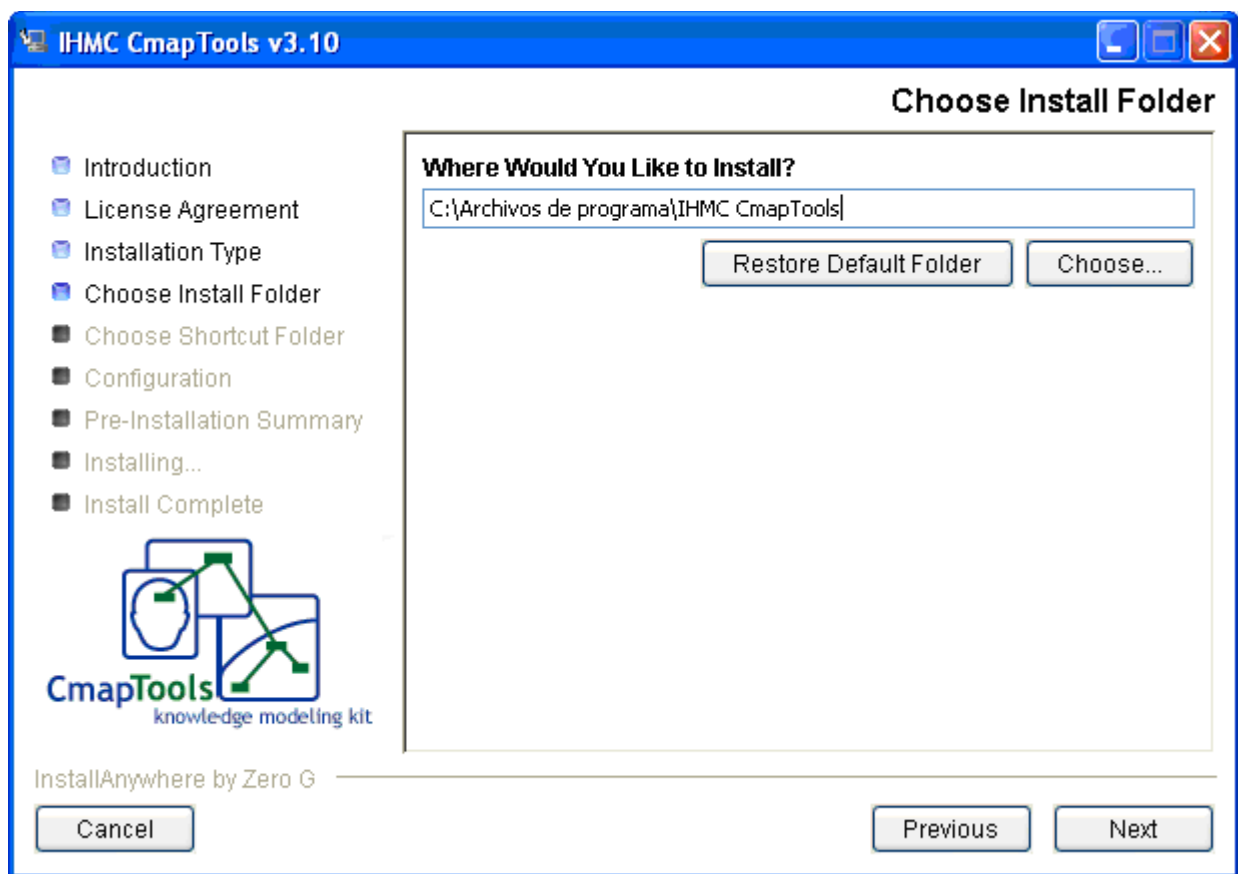 IHMC CmapTools v3.10
Choose Install Folder
Introduction
License Agreement
Installation Type
Choose Install Folder
Choose Shortcut Folder
Configuration
Pre-Installation Summary
Installing...
Install Complete
CmapTools
knowledge modeling kit
Where Would You Like to Install?
C:\Archivos de programa\IHMC CmapTools
Restore Default Folder
Choose...
InstallAnywhere by Zero G
Cancel
Previous
Next